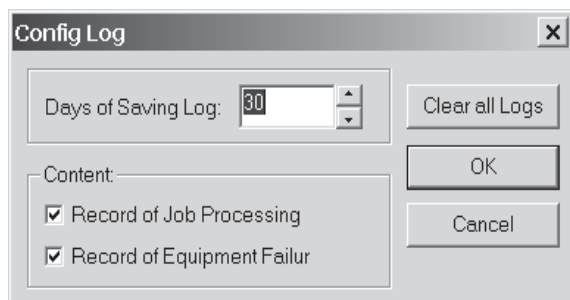 Config Log
Days of Saving Log: 30
Clear all Logs
Content:
OK
Record of Job Processing
Cancel
Record of Equipment Failur